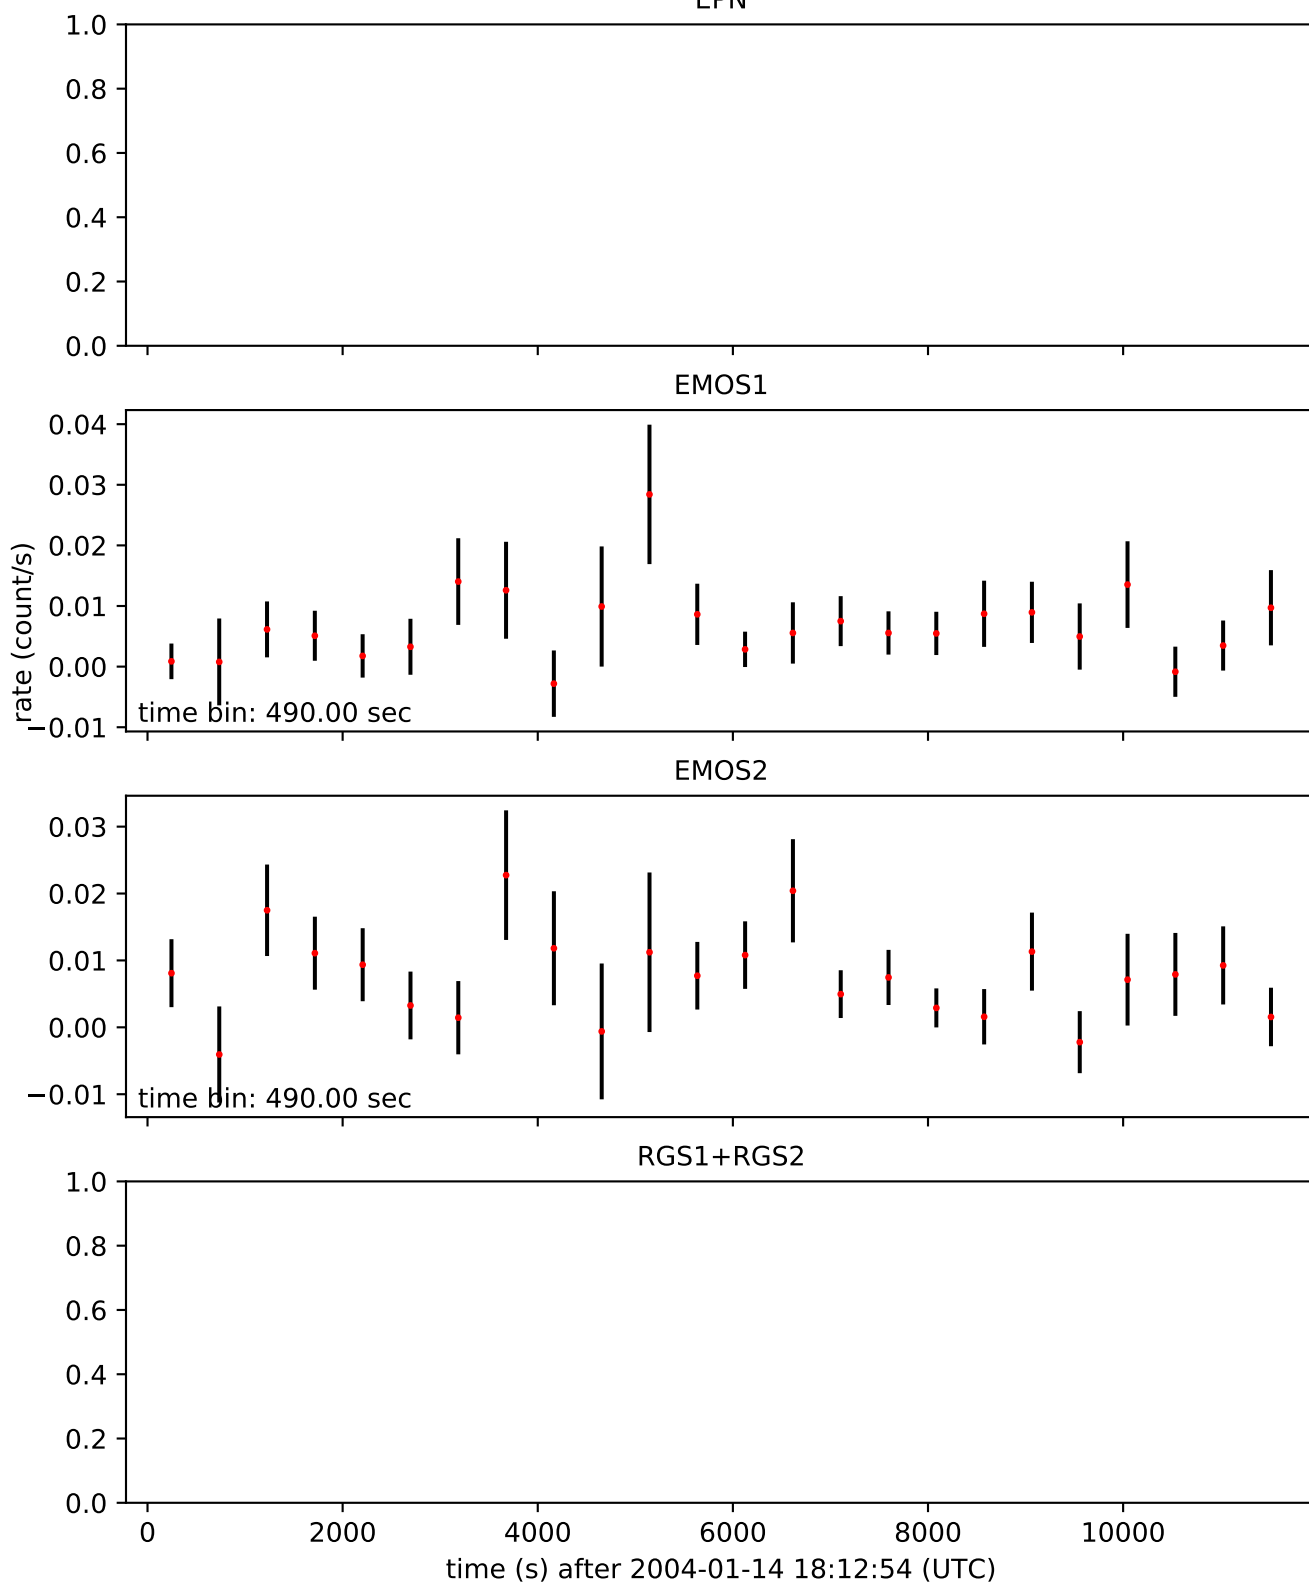 EPN
1.0
0.8
0.6
0.4
0.2
0.0
EMOS1
0.04
0.03
0.02
0.01
0.00
−0.01
rate (count/s)
time bin: 490.00 sec
EMOS2
0.03
0.02
0.01
0.00
−0.01
time bin: 490.00 sec
RGS1+RGS2
1.0
0.8
0.6
0.4
0.2
0.0
0 2000 4000 6000 8000 10000
time (s) after 2004-01-14 18:12:54 (UTC)